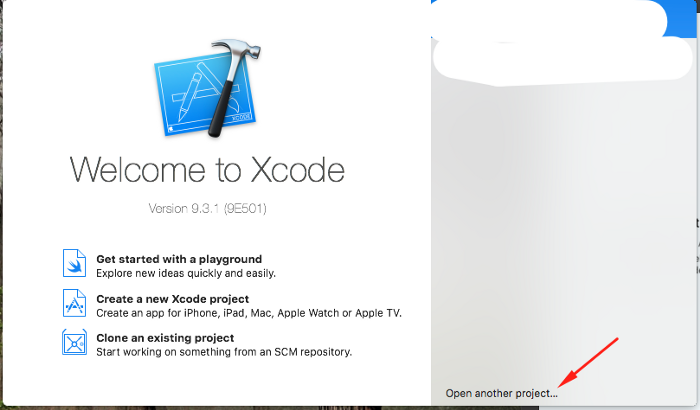 XCODE
Welcome to Xcode
Version 9.3.1 (9E501)
Get started with a playground
Explore new ideas quickly and easily.
Create a new Xcode project
Create an app for iPhone, iPad, Mac, Apple Watch or Apple TV.
Clone an existing project
Start working on something from an SCM repository.
Open another project...